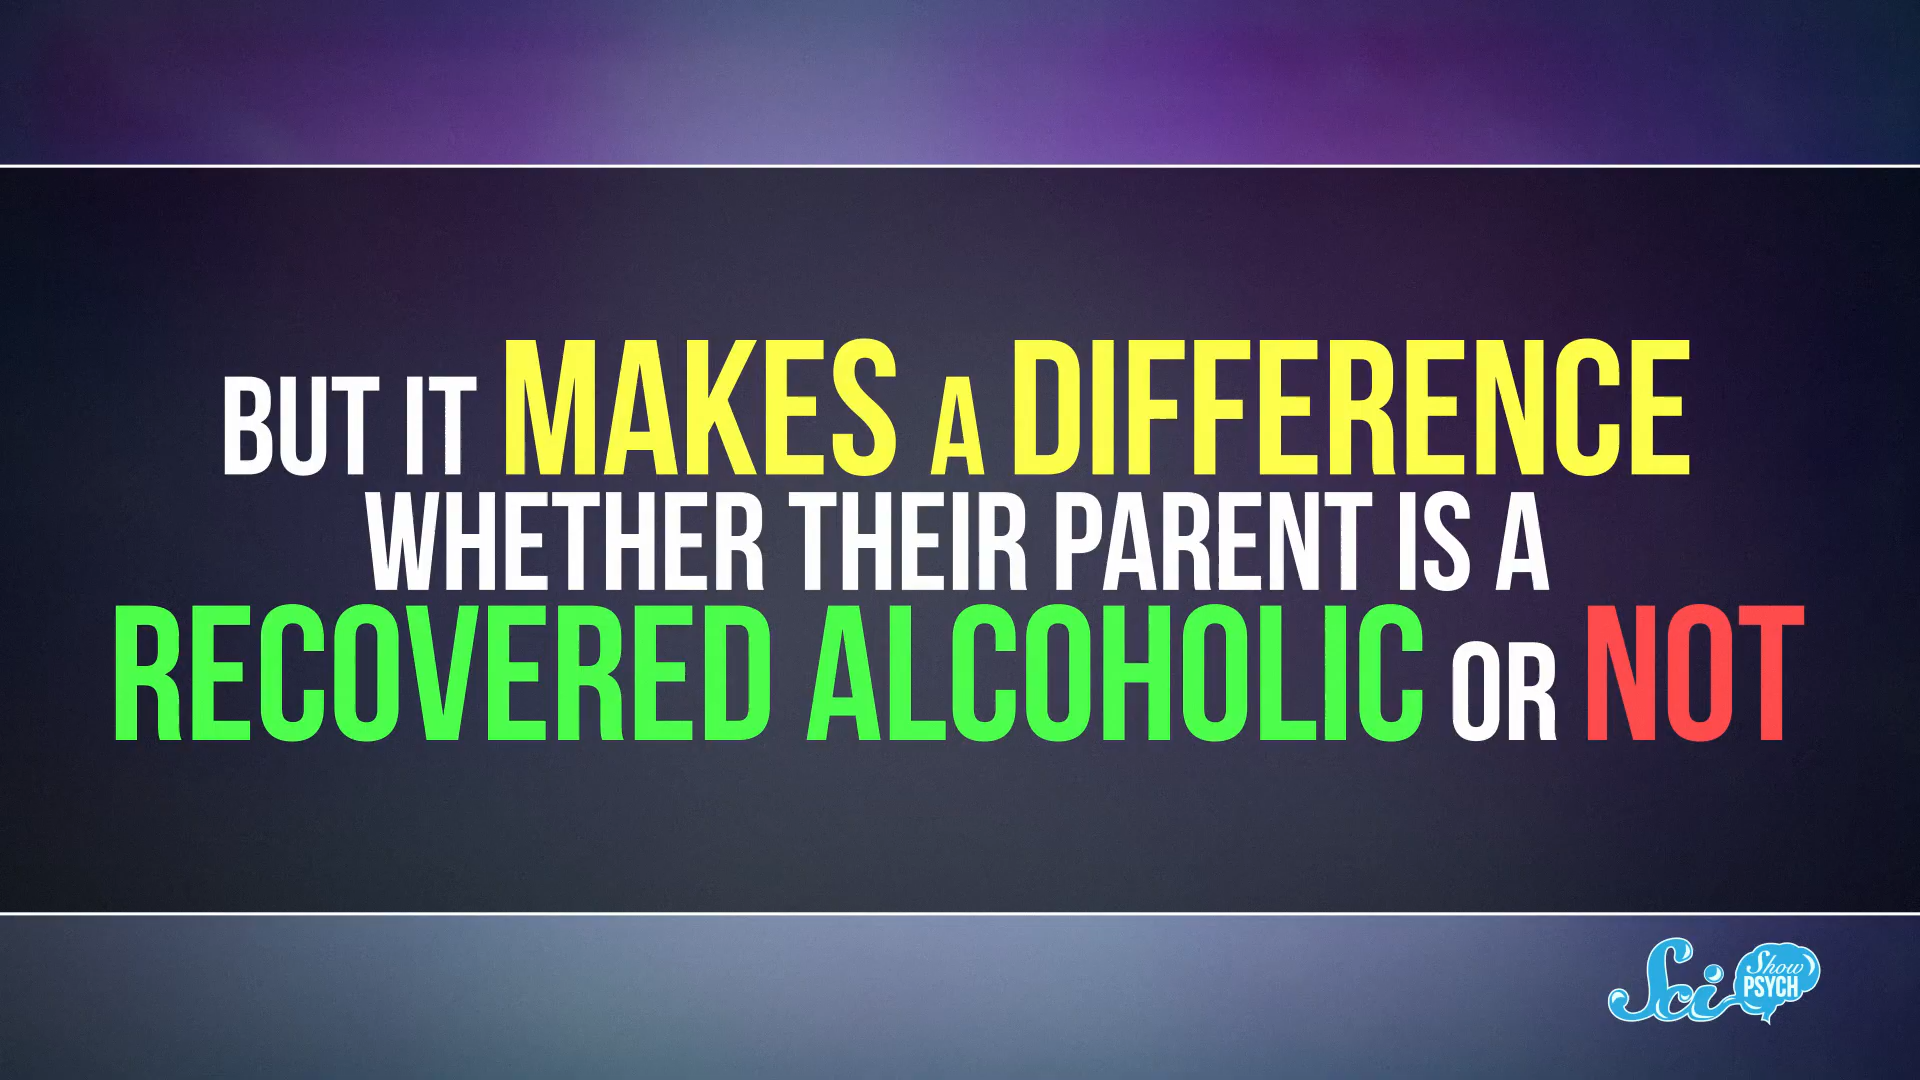 BUT IT MAKES A DIFFERENCE
WHETHER THEIR PARENT IS A
RECOVERED ALCOHOLIC OR NOT
Sci Show
PSYCH